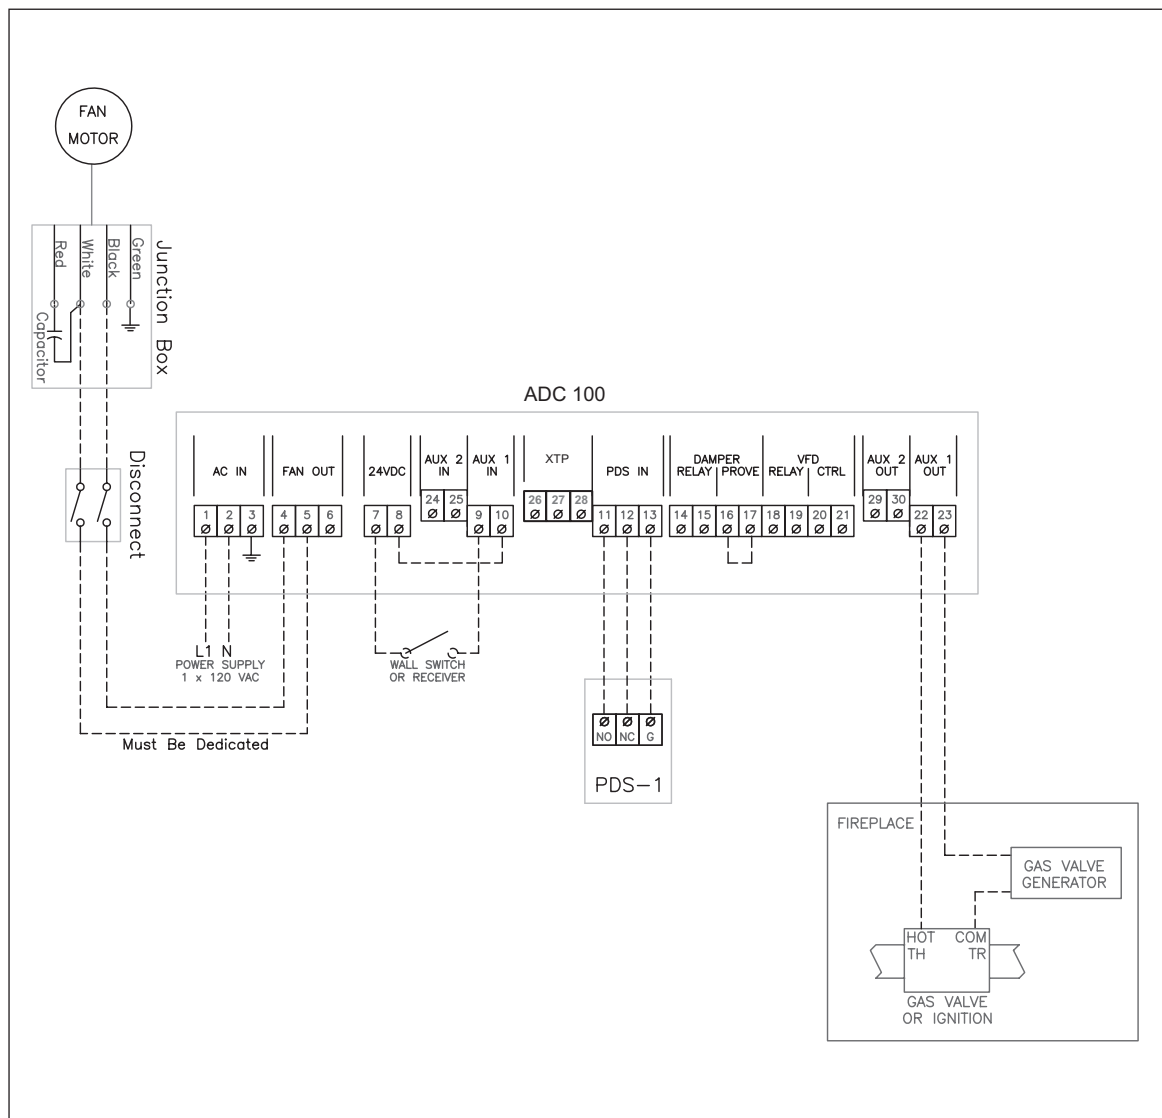 FAN
MOTOR
Red
White
Black
Green
Junction Box
Capacitor
Disconnect
ADC 100
AC IN
FAN OUT
24VDC
AUX 2
IN
AUX 1
IN
XTP
PDS IN
DAMPER
RELAY PROVE
VFD
RELAY CTRL
AUX 2
OUT
AUX 1
OUT
24 25
26 27 28
29 30
1 2 3
4 5 6
7 8
9 10
11 12 13
14 15 16 17 18 19 20 21
22 23
L1 N
POWER SUPPLY
1 x 120 VAC
WALL SWITCH
OR RECEIVER
Must Be Dedicated
NO NC G
PDS-1
FIREPLACE
GAS VALVE
GENERATOR
HOT COM
TH TR
GAS VALVE
OR IGNITION